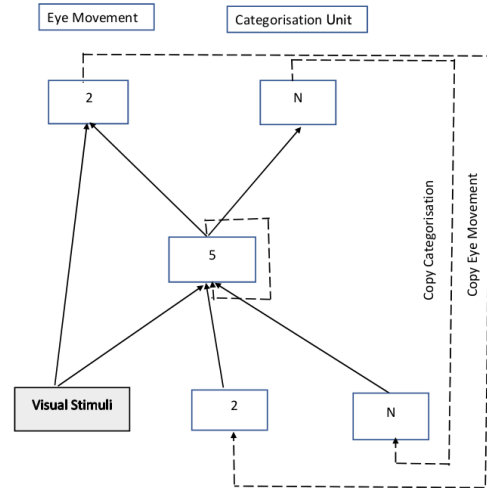 Eye Movement
Categorisation Unit
2
N
5
Copy Categorisation
Copy Eye Movement
Visual Stimuli
2
N